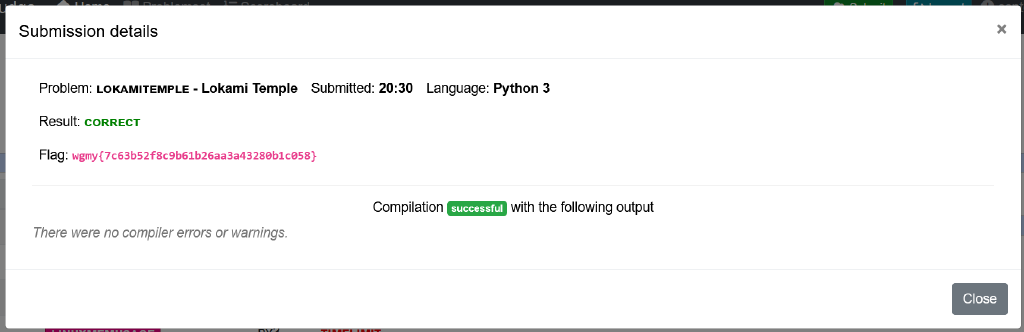 Submission details ×
Problem: LOKAMITEMPLE - Lokami Temple Submitted: 20:30 Language: Python 3
Result: CORRECT
Flag: wgmy{7c63b52f8c9b61b26aa3a43280b1c058}
Compilation successful with the following output
There were no compiler errors or warnings.
Close